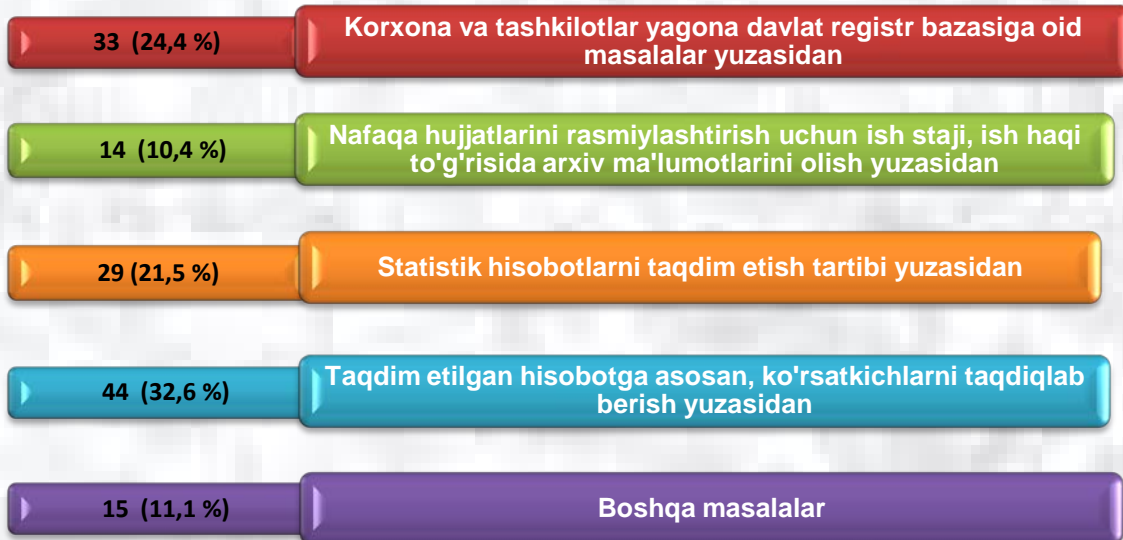 33 (24,4 %)
Korxona va tashkilotlar yagona davlat registr bazasiga oid
masalalar yuzasidan
14 (10,4 %)
Nafaqa hujjatlarini rasmiylashtirish uchun ish staji, ish haqi
to'g'risida arxiv ma'lumotlarini olish yuzasidan
29 (21,5 %)
Statistik hisobotlarni taqdim etish tartibi yuzasidan
44 (32,6 %)
Taqdim etilgan hisobotga asosan, ko'rsatkichlarni taqdiqlab
berish yuzasidan
15 (11,1 %)
Boshqa masalalar